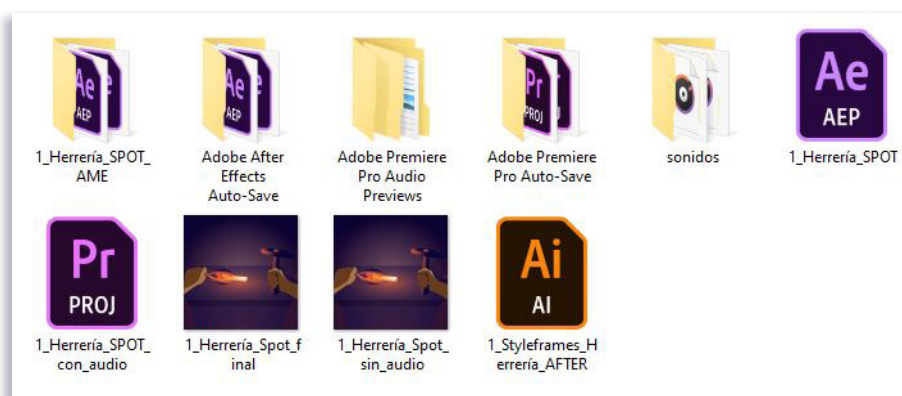 Ae
AEP
Ae
AEP
Pr
PROJ
Ae
AEP
1_Herrería_SPOT_
AME
Adobe After
Effects
Auto-Save
Adobe Premiere
Pro Audio
Previews
Adobe Premiere
Pro Auto-Save
sonidos
1_Herrería_SPOT
Pr
PROJ
Ai
AI
1_Herrería_SPOT_
con_audio
1_Herrería_Spot_f
inal
1_Herrería_Spot_
sin_audio
1_Styleframes_H
errería_AFTER